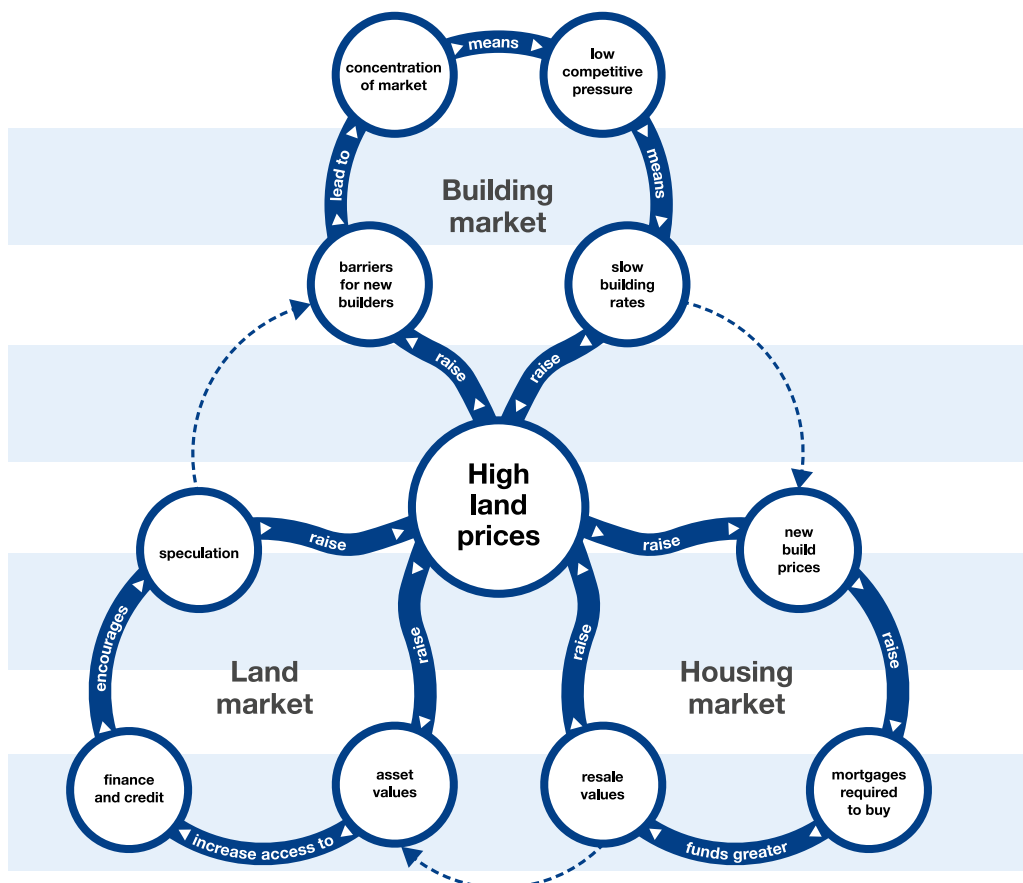 means
concentration
of market
low
competitive
pressure
lead to
means
Building
market
barriers
for new
builders
slow
building
rates
raise
raise
High
land
prices
speculation
raise
raise
new
build
prices
encourages
raise
raise
raise
Land
market
Housing
market
finance
and credit
asset
values
resale
values
mortgages
required
to buy
increase access to
funds greater